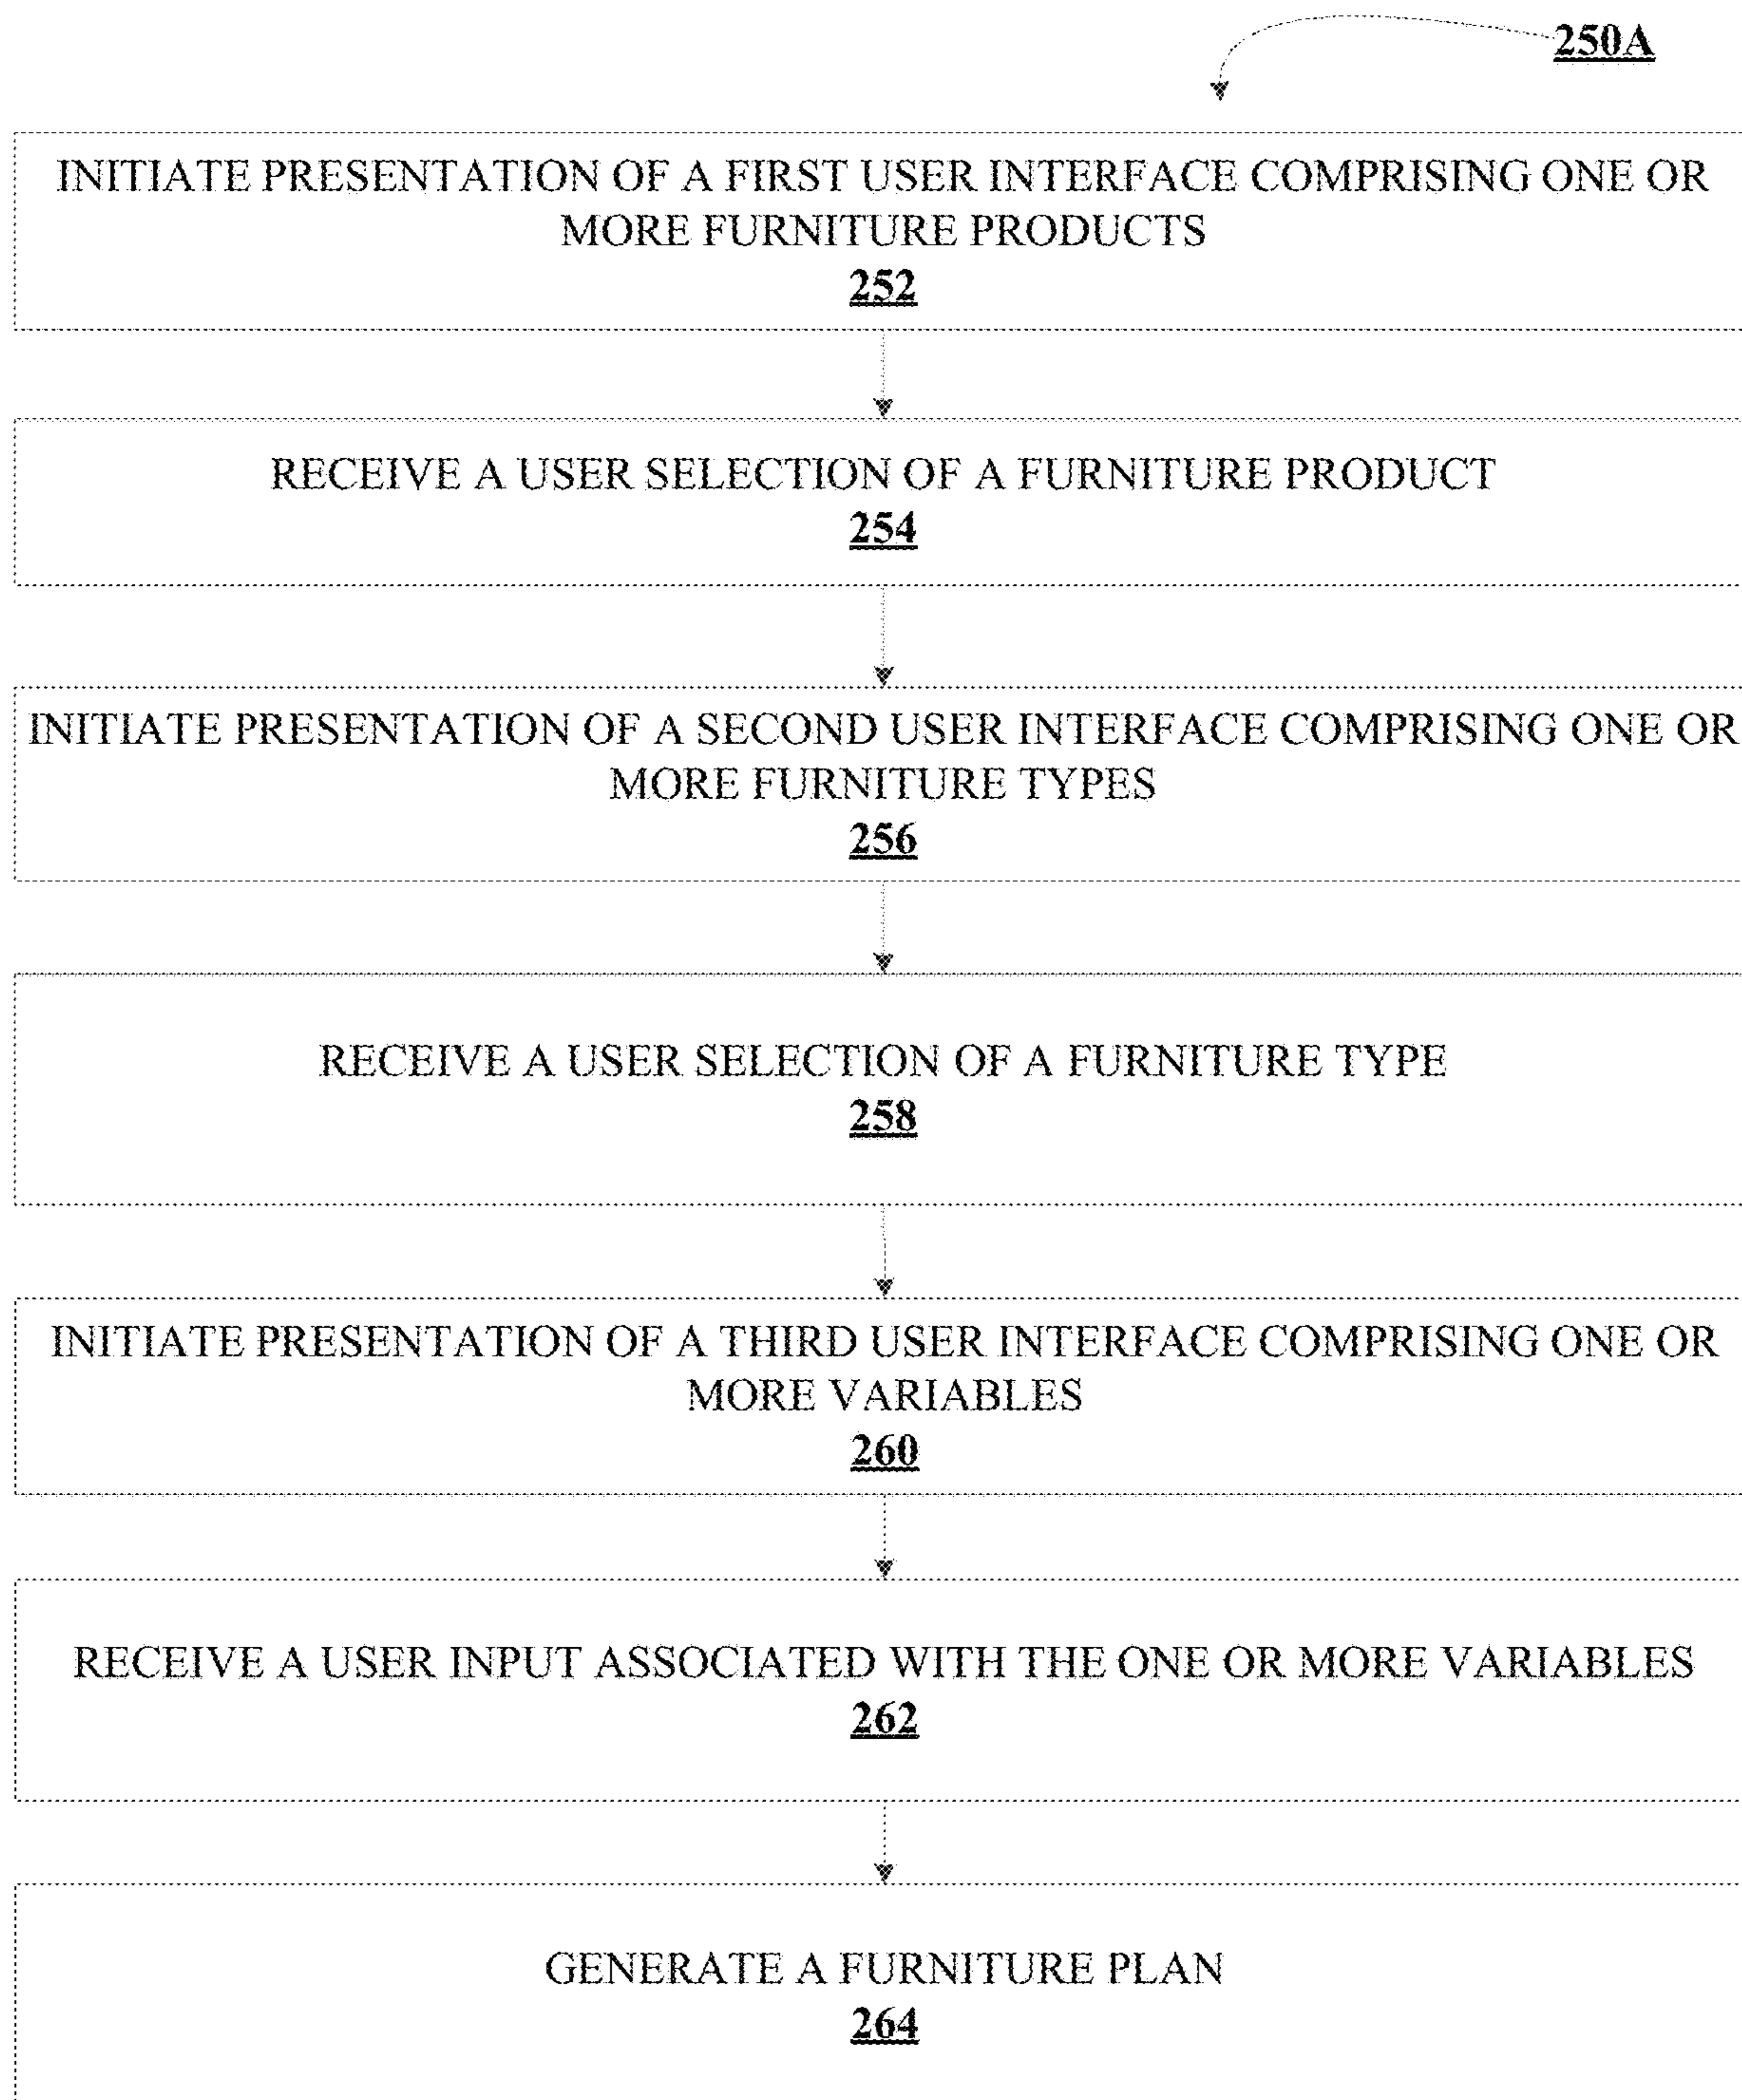 250A
INITIATE PRESENTATION OF A FIRST USER INTERFACE COMPRISING ONE OR
MORE FURNITURE PRODUCTS
252
RECEIVE A USER SELECTION OF A FURNITURE PRODUCT
254
INITIATE PRESENTATION OF A SECOND USER INTERFACE COMPRISING ONE OR
MORE FURNITURE TYPES
256
RECEIVE A USER SELECTION OF A FURNITURE TYPE
258
INITIATE PRESENTATION OF A THIRD USER INTERFACE COMPRISING ONE OR
MORE VARIABLES
260
RECEIVE A USER INPUT ASSOCIATED WITH THE ONE OR MORE VARIABLES
262
GENERATE A FURNITURE PLAN
264